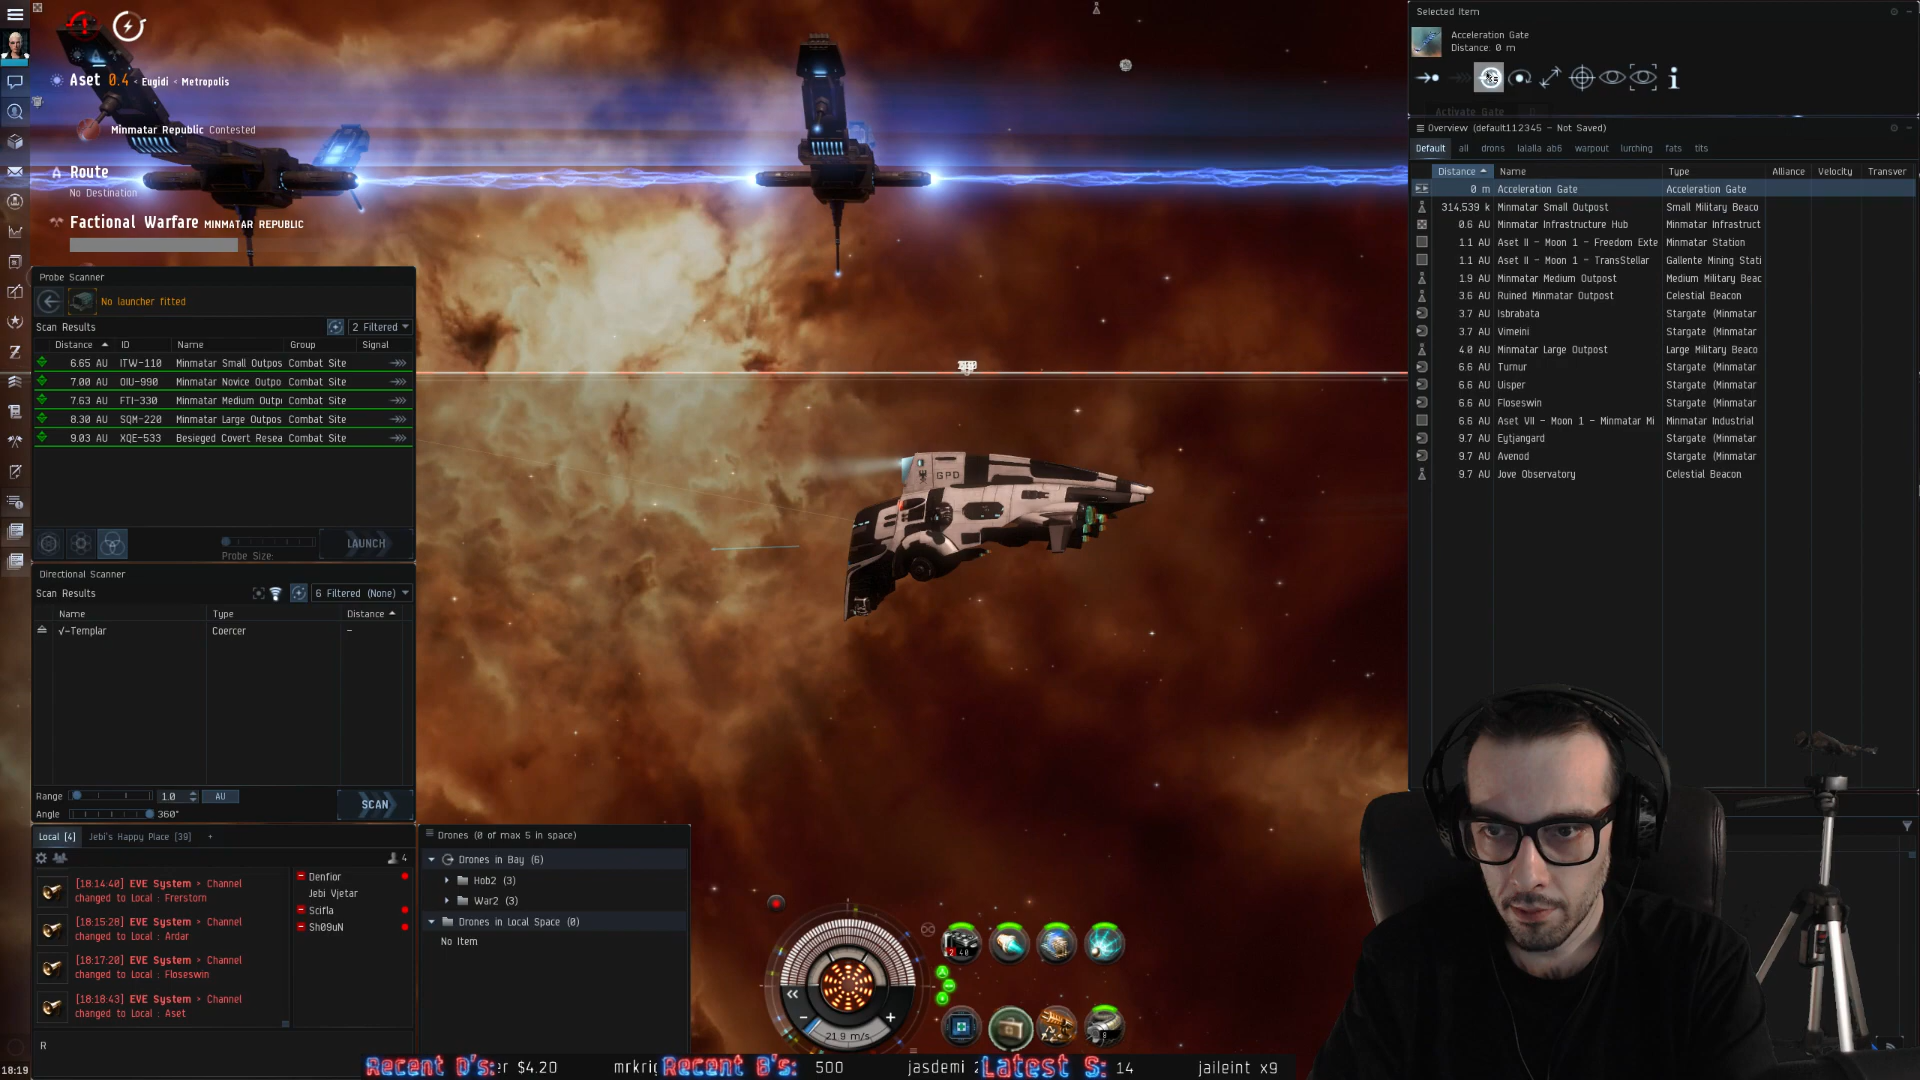 Aset 0.4 < Eugidi < Metropolis
Minmatar Republic Contested
Route
No Destination
Factional Warfare MINMATAR REPUBLIC
Probe Scanner
No launcher fitted
Scan Results
2 Filtered
Distance ID Name Group Signal
6.65 AU ITW-110 Minmatar Small Outpos Combat Site
7.00 AU OIU-990 Minmatar Novice Outpo Combat Site
7.63 AU FTI-330 Minmatar Medium Outp Combat Site
8.30 AU SQM-220 Minmatar Large Outpos Combat Site
9.03 AU XQE-533 Besieged Covert Resea Combat Site
Probe Size:
LAUNCH
Directional Scanner
Scan Results
6 Filtered (None)
Name Type Distance
√-Templar Coercer –
Range 1.0 AU
Angle 360°
SCAN
Local [4] Jebi's Happy Place [39] +
4
[18:14:40] EVE System > Channel
changed to Local : Frerstorn
[18:15:28] EVE System > Channel
changed to Local : Ardar
[18:17:20] EVE System > Channel
changed to Local : Floseswin
[18:18:43] EVE System > Channel
changed to Local : Aset
Denfior
Jebi Vjetar
Scifla
Sh09uN
R
18:19
GPD
Drones (0 of max 5 in space)
Drones in Bay (6)
Hob2 (3)
War2 (3)
Drones in Local Space (0)
No Item
21.9 m/s
Selected Item
Acceleration Gate
Distance: 0 m
Activate Gate
Overview (default112345 – Not Saved)
Default all drons lalalla ab6 warpout lurching fats tits
Distance Name Type Alliance Velocity Transver
0 m Acceleration Gate Acceleration Gate
314,539 k Minmatar Small Outpost Small Military Beaco
0.6 AU Minmatar Infrastructure Hub Minmatar Infrastruct
1.1 AU Aset II – Moon 1 – Freedom Exte Minmatar Station
1.1 AU Aset II – Moon 1 – TransStellar Gallente Mining Stati
1.9 AU Minmatar Medium Outpost Medium Military Beac
3.6 AU Ruined Minmatar Outpost Celestial Beacon
3.7 AU Isbrabata Stargate (Minmatar
3.7 AU Vimeini Stargate (Minmatar
4.0 AU Minmatar Large Outpost Large Military Beaco
6.6 AU Turnur Stargate (Minmatar
6.6 AU Uisper Stargate (Minmatar
6.6 AU Floseswin Stargate (Minmatar
6.6 AU Aset VII – Moon 1 – Minmatar Mi Minmatar Industrial
9.7 AU Eytjangard Stargate (Minmatar
9.7 AU Avenod Stargate (Minmatar
9.7 AU Jove Observatory Celestial Beacon
Recent D's: er $4.20 mrkrig Recent B's: 500 jasdemi Latest S: 14 jaileint x9